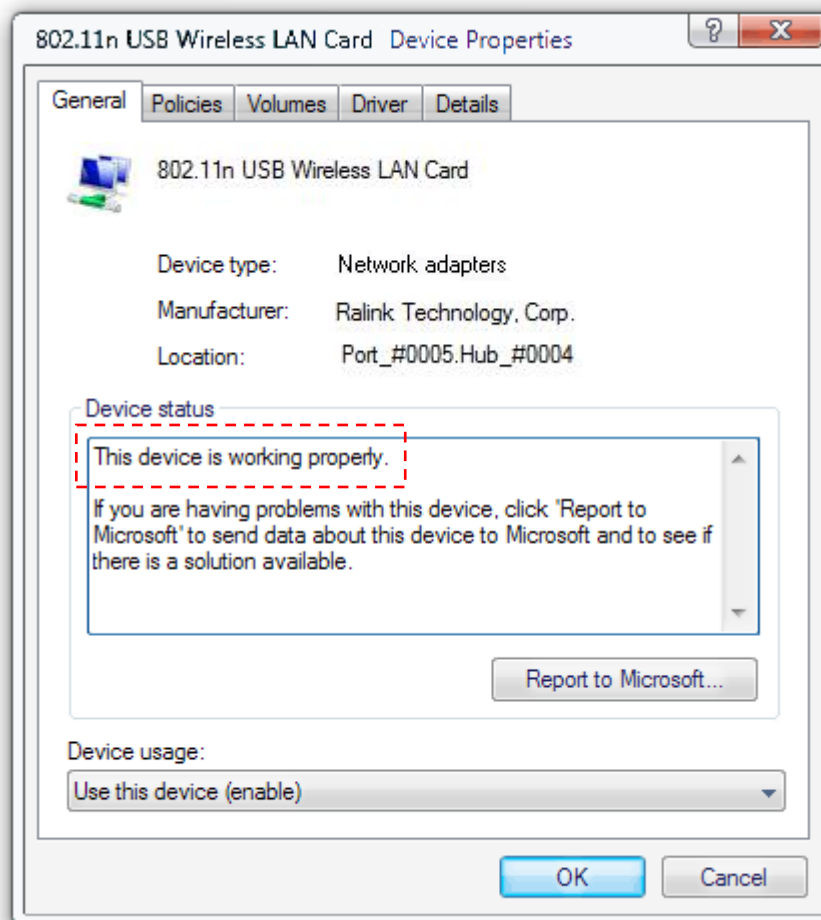 802.11n USB Wireless LAN Card Device Properties
?
X
General Policies Volumes Driver Details
802.11n USB Wireless LAN Card
Device type: Network adapters
Manufacturer: Ralink Technology, Corp.
Location: Port_#0005.Hub_#0004
Device status
This device is working properly.
If you are having problems with this device, click 'Report to
Microsoft' to send data about this device to Microsoft and to see if
there is a solution available.
Report to Microsoft...
Device usage:
Use this device (enable)
OK Cancel